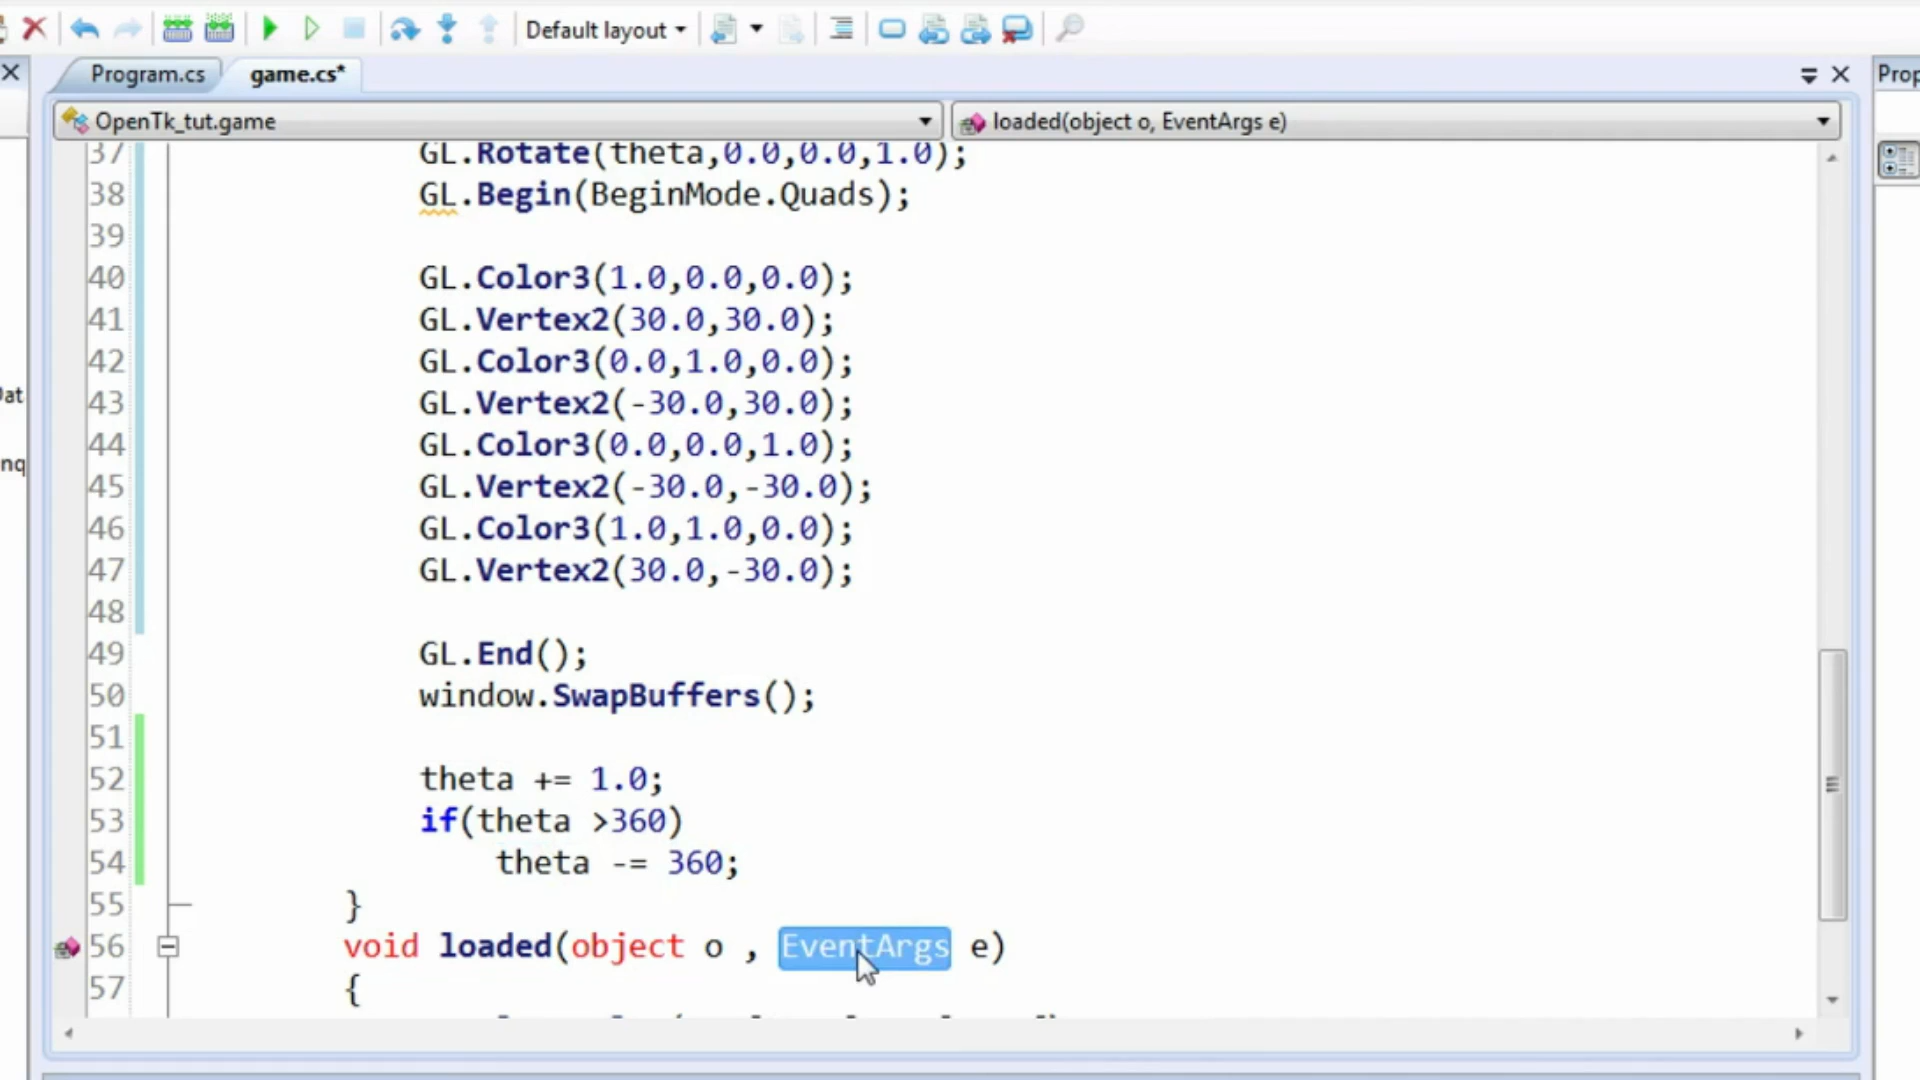 Default layout
Program.cs
game.cs*
Prop
OpenTk_tut.game
loaded(object o, EventArgs e)
37 GL.Rotate(theta,0.0,0.0,1.0);
38 GL.Begin(BeginMode.Quads);
39
40 GL.Color3(1.0,0.0,0.0);
41 GL.Vertex2(30.0,30.0);
42 GL.Color3(0.0,1.0,0.0);
43 GL.Vertex2(-30.0,30.0);
44 GL.Color3(0.0,0.0,1.0);
45 GL.Vertex2(-30.0,-30.0);
46 GL.Color3(1.0,1.0,0.0);
47 GL.Vertex2(30.0,-30.0);
48
49 GL.End();
50 window.SwapBuffers();
51
52 theta += 1.0;
53 if(theta >360)
54 theta -= 360;
55 }
56 void loaded(object o , EventArgs e)
57 {
Dat
nq